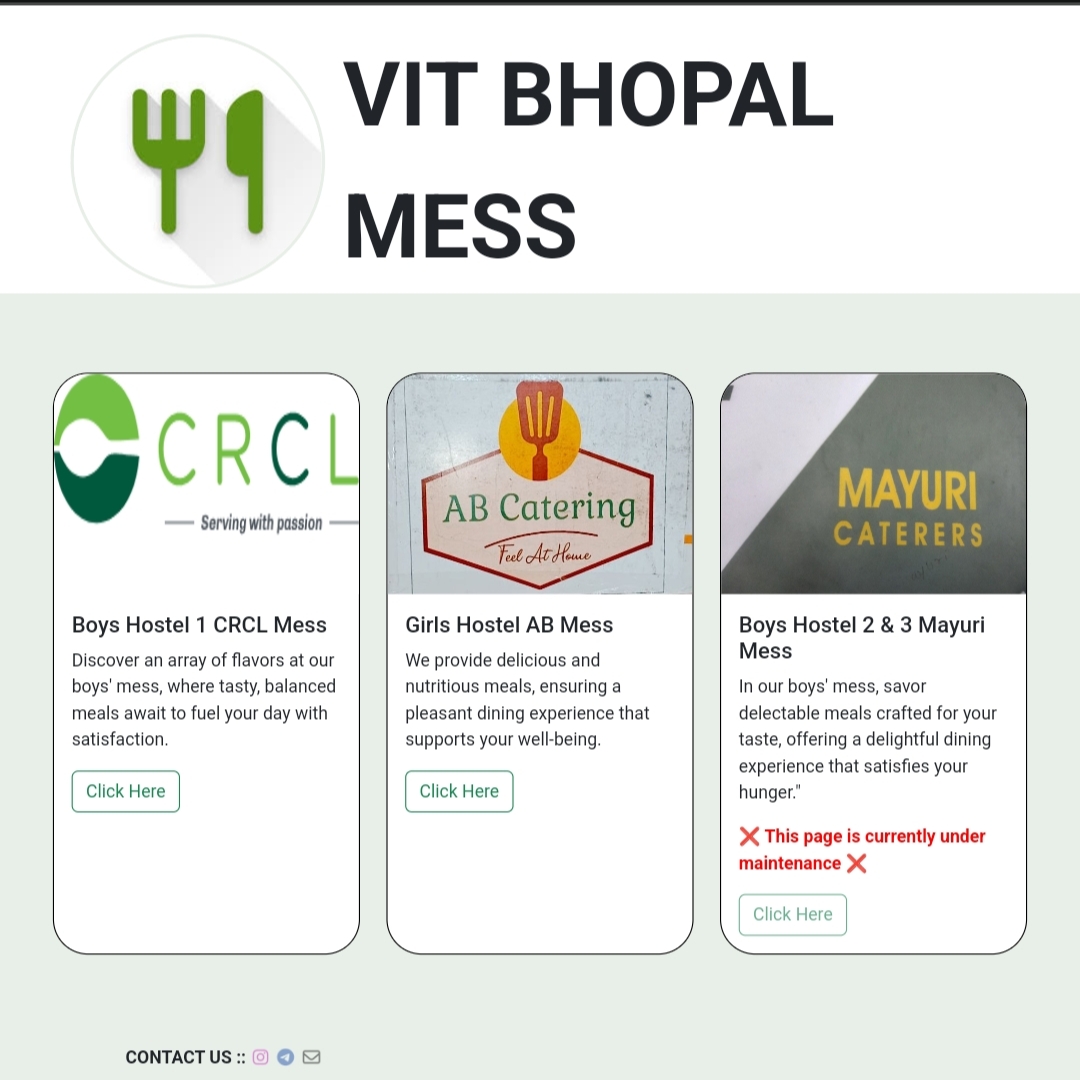 VIT BHOPAL
MESS
CRCL
Serving with passion
Boys Hostel 1 CRCL Mess
Discover an array of flavors at our
boys' mess, where tasty, balanced
meals await to fuel your day with
satisfaction.
Click Here
AB Catering
Feel At Home
Girls Hostel AB Mess
We provide delicious and
nutritious meals, ensuring a
pleasant dining experience that
supports your well-being.
Click Here
MAYURI
CATERERS
Boys Hostel 2 & 3 Mayuri
Mess
In our boys' mess, savor
delectable meals crafted for your
taste, offering a delightful dining
experience that satisfies your
hunger."
❌ This page is currently under
maintenance ❌
Click Here
CONTACT US ::